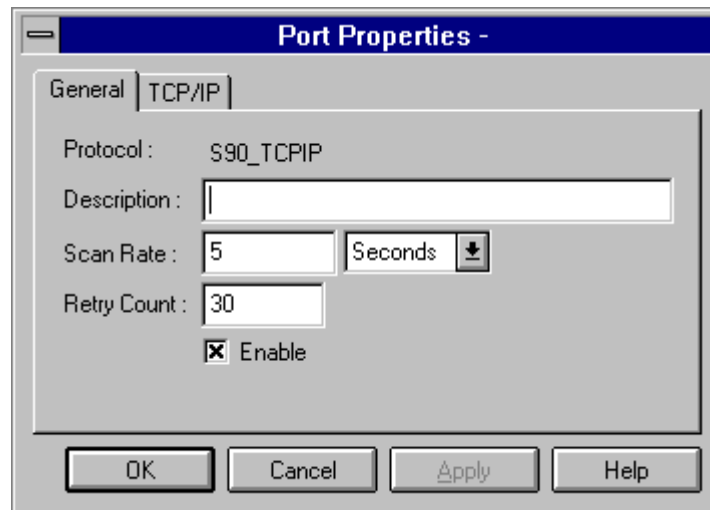 Port Properties -
General TCP/IP
Protocol : S90_TCPIP
Description :
Scan Rate : 5 Seconds
Retry Count : 30
Enable
OK Cancel Apply Help